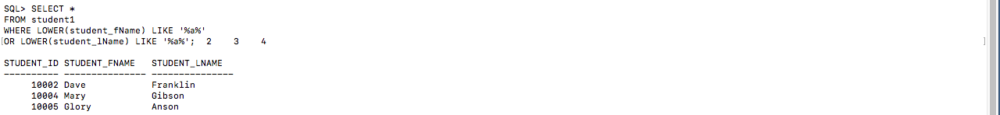 SQL> SELECT *
FROM student1
WHERE LOWER(student_fName) LIKE '%a%'
[OR LOWER(student_lName) LIKE '%a%';  2    3    4    ]

STUDENT_ID STUDENT_FNAME   STUDENT_LNAME
---------- --------------- ---------------
     10002 Dave            Franklin
     10004 Mary            Gibson
     10005 Glory           Anson